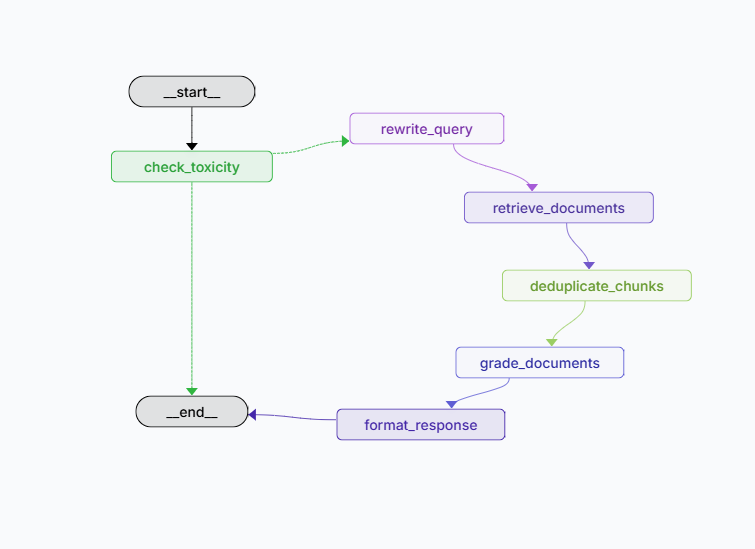 __start__
rewrite_query
check_toxicity
retrieve_documents
deduplicate_chunks
grade_documents
__end__
format_response